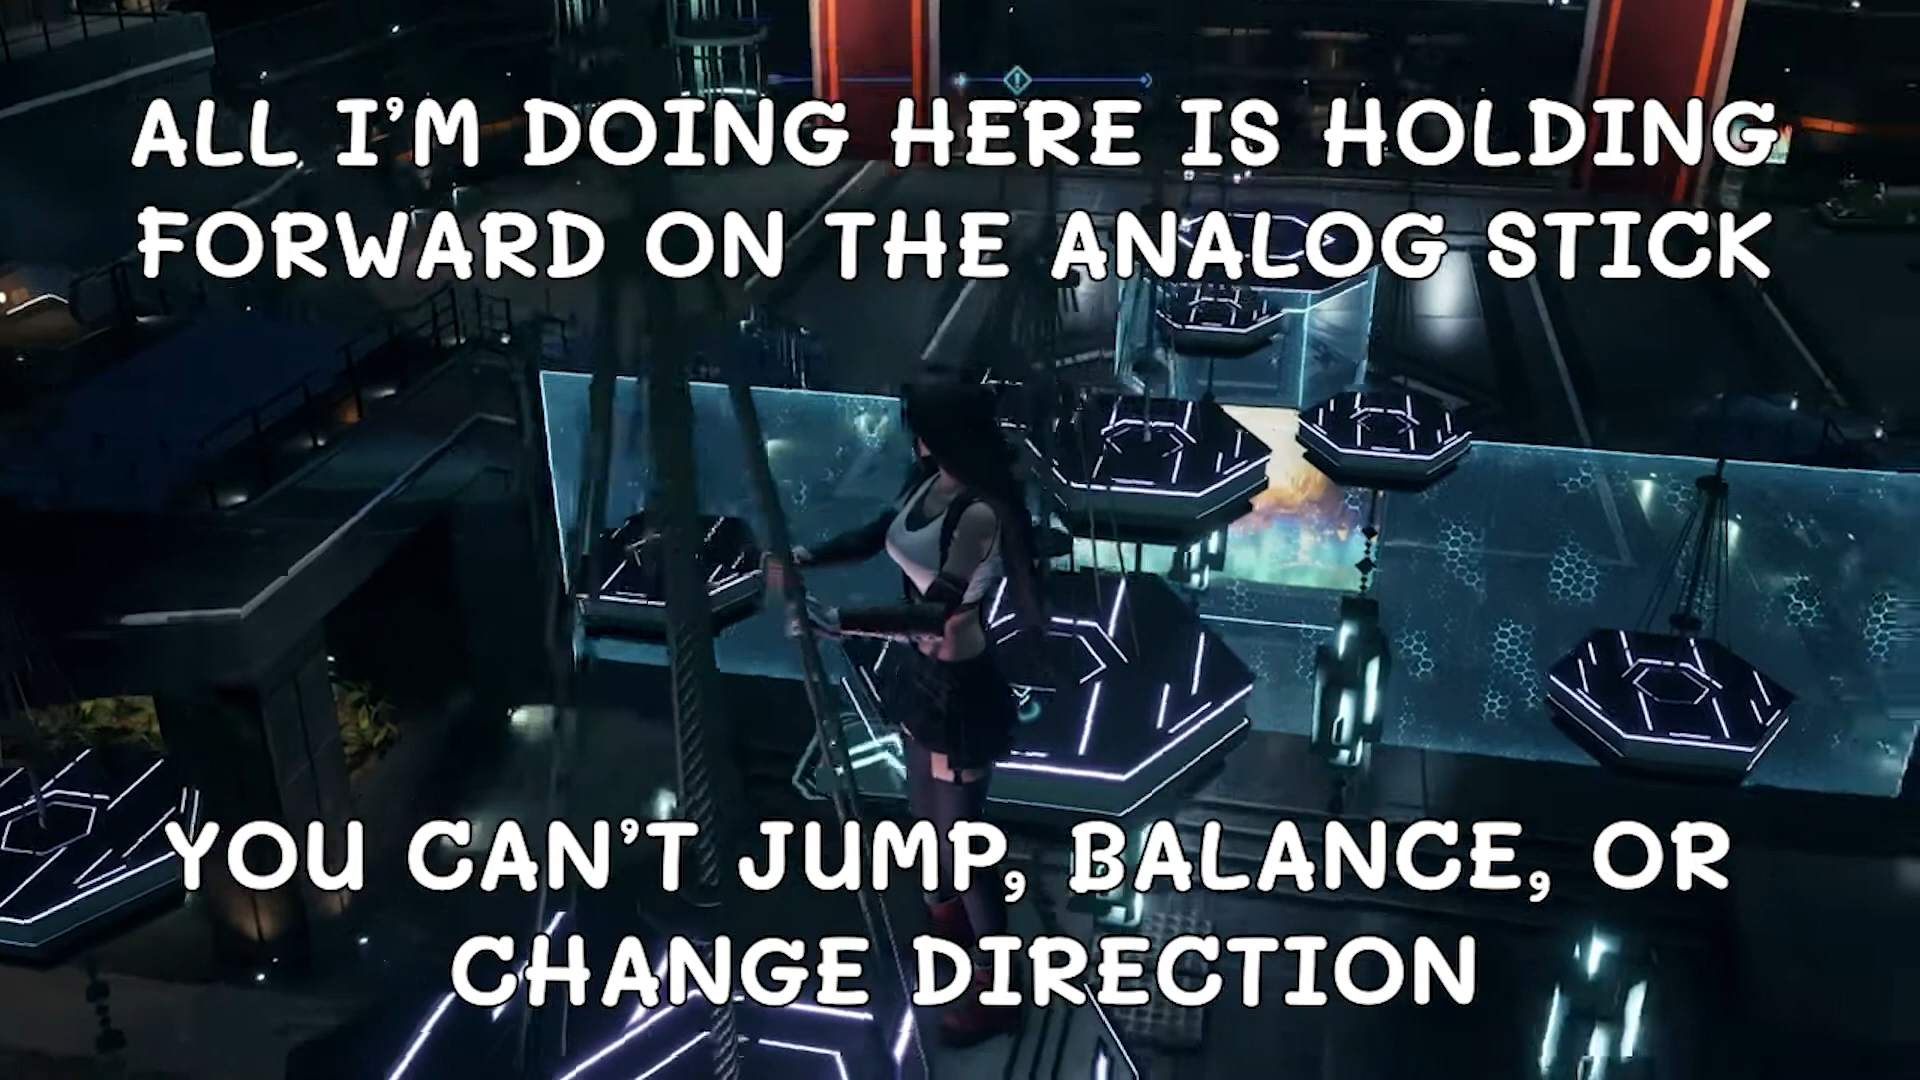 ALL I'M DOING HERE IS HOLDING
FORWARD ON THE ANALOG STICK
YOU CAN'T JUMP, BALANCE, OR
CHANGE DIRECTION